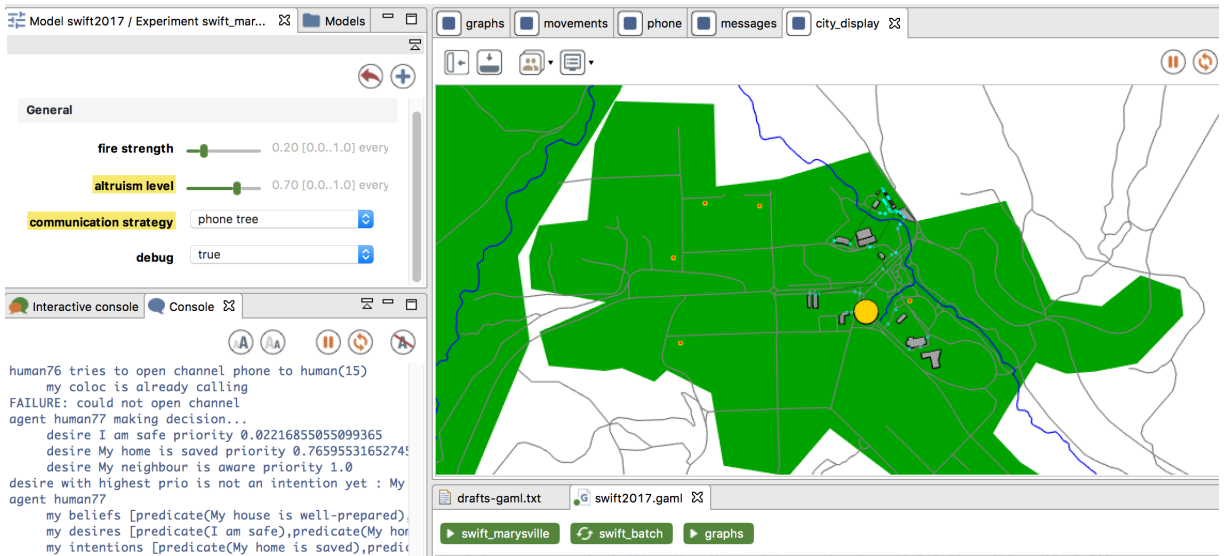 Model swift2017 / Experiment swift_mar...
Models
General
fire strength
0.20 [0.0..1.0] every
altruism level
0.70 [0.0..1.0] every
communication strategy
phone tree
debug
true
Interactive console
Console
human76 tries to open channel phone to human(15)
my coloc is already calling
FAILURE: could not open channel
agent human77 making decision...
desire I am safe priority 0.02216855055099365
desire My home is saved priority 0.76595531652745
desire My neighbour is aware priority 1.0
desire with highest prio is not an intention yet : My
agent human77
my beliefs [predicate(My house is well-prepared),
my desires [predicate(I am safe),predicate(My hom
my intentions [predicate(My home is saved),predic
graphs
movements
phone
messages
city_display
drafts-gaml.txt
swift2017.gaml
swift_marysville
swift_batch
graphs